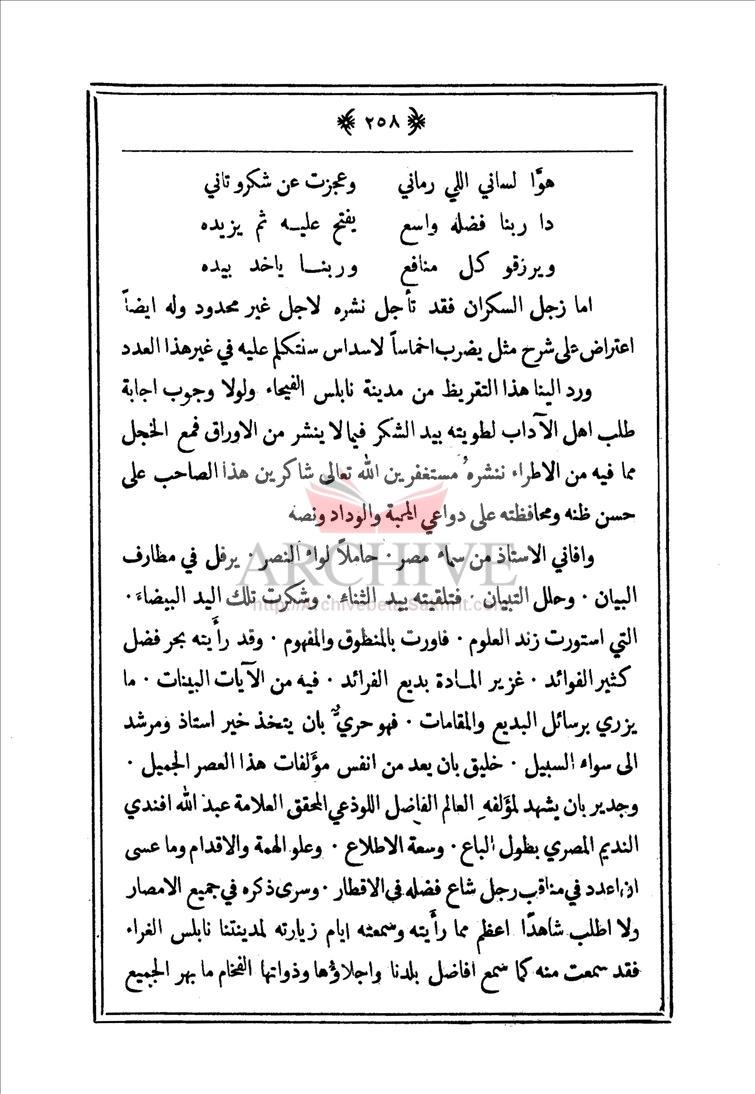 ﴿ ٢٥٨ ﴾
هوَّا لساني اللي رماني    وعجزت عن شكرو تاني
دا ربنا فضله واسع    يفتح عليه ثم يزيده
ويرزقو كل منافع    وربنا ياخد بيده
اما زجل السكران فقد تأجل نشره لاجل غير محدود وله ايضاً
اعتراض على شرح مثل يضرب اخماساً لاسداس سنتكلم عليه في غير هذا العدد
ورد الينا هذا التقريظ من مدينة نابلس الفيحاء ولولا وجوب اجابة
طلب اهل الآداب لطويته بيد الشكر فيما لا ينشر من الاوراق فمع الخجل
مما فيه من الاطراء ننشرهُ مستغفرين الله تعالى شاكرين هذا الصاحب على
حسن ظنه ومحافظته على دواعي المحبة والوداد ونصه
وافاني الاستاذ من سماء مصر · حاملاً لواء النصر · يرفل في مطارف
البيان · وحلل التبيان · فتلقيته بيد الثناء · وشكرت تلك اليد البيضاء ·
التي استورت زند العلوم · فاورت بالمنطوق والمفهوم · وقد رأيته بحر فضل
كثير الفوائد · غزير المادة بديع الفرائد · فيه من الآيات البينات · ما
يزري برسائل البديع والمقامات · فهو حريٌّ بان يتخذ خير استاذ ومرشد
الى سواء السبيل · خليق بان يعد من انفس مؤلفات هذا العصر الجميل ·
وجدير بان يشهد لمؤلفه العالم الفاضل اللوذعي المحقق العلامة عبد الله افندي
النديم المصري بطول الباع · وسعة الاطلاع · وعلو الهمة والاقدام وما عسى
ان اعدد في مناقب رجل شاع فضله في الاقطار · وسرى ذكره في جميع الامصار
ولا اطلب شاهدًا اعظم مما رأيته وسمعته ايام زيارته لمدينتنا نابلس الغراء
فقد سمعت منه كما سمع افاضل بلدنا واجلاؤها وذواتها الفخام ما بهر الجميع
ARCHIVE
http://Archivebeta.Sakhrit.com